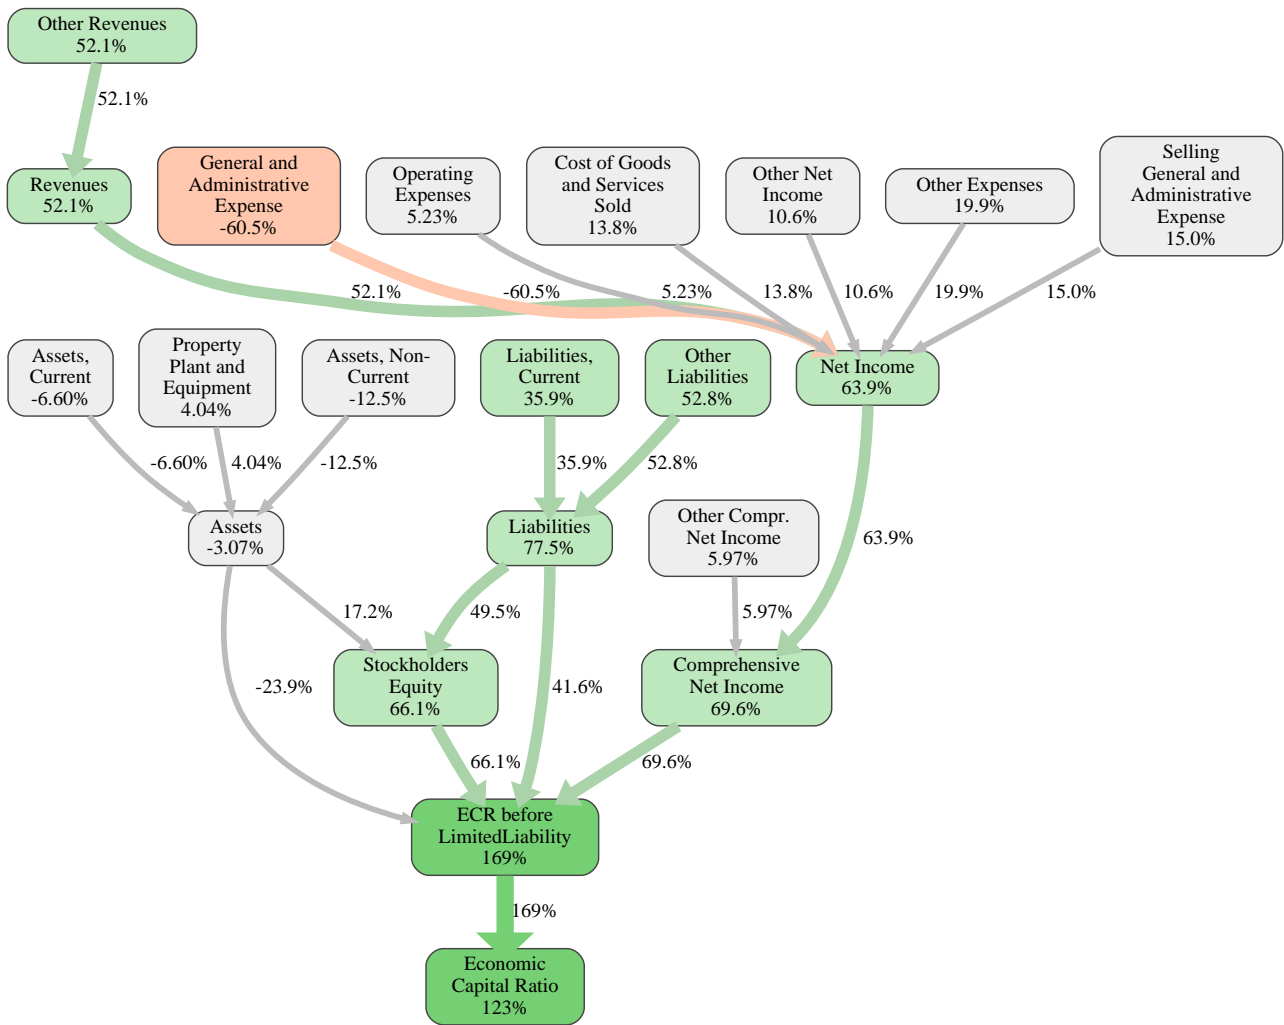 Other Revenues
52.1%
52.1%
Revenues
52.1%
General and
Administrative
Expense
-60.5%
Operating
Expenses
5.23%
Cost of Goods
and Services
Sold
13.8%
Other Net
Income
10.6%
Other Expenses
19.9%
Selling
General and
Administrative
Expense
15.0%
52.1%
-60.5%
5.23%
13.8%
10.6%
19.9%
15.0%
Assets,
Current
-6.60%
Property
Plant and
Equipment
4.04%
Assets, Non-
Current
-12.5%
Liabilities,
Current
35.9%
Other
Liabilities
52.8%
Net Income
63.9%
-6.60%
4.04%
-12.5%
35.9%
52.8%
63.9%
Assets
-3.07%
Liabilities
77.5%
Other Compr.
Net Income
5.97%
17.2%
49.5%
5.97%
-23.9%
41.6%
Stockholders
Equity
66.1%
Comprehensive
Net Income
69.6%
66.1%
69.6%
ECR before
LimitedLiability
169%
169%
Economic
Capital Ratio
123%